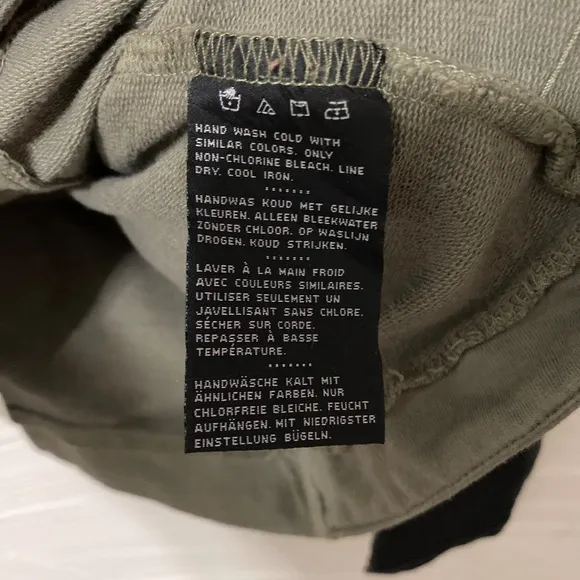 HAND WASH COLD WITH
SIMILAR COLORS. ONLY
NON-CHLORINE BLEACH. LINE
DRY. COOL IRON.
HANDWAS KOUD MET GELIJKE
KLEUREN. ALLEEN BLEEKWATER
ZONDER CHLOOR. OP WASLIJN
DROGEN. KOUD STRIJKEN.
LAVER À LA MAIN FROID
AVEC COULEURS SIMILAIRES.
UTILISER SEULEMENT UN
JAVELLISANT SANS CHLORE.
SÉCHER SUR CORDE.
REPASSER À BASSE
TEMPÉRATURE.
HANDWÄSCHE KALT MIT
ÄHNLICHEN FARBEN. NUR
CHLORFREIE BLEICHE. FEUCHT
AUFHÄNGEN. MIT NIEDRIGSTER
EINSTELLUNG BÜGELN.